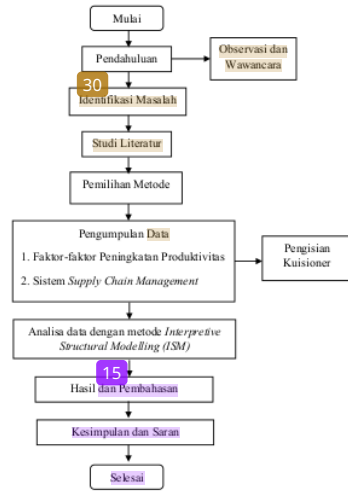 Mulai
Pendahuluan
Observasi dan
Wawancara
30
Identifikasi Masalah
Studi Literatur
Pemilihan Metode
Pengumpulan Data
1. Faktor-faktor Peningkatan Produktivitas
2. Sistem Supply Chain Management
Pengisian
Kuisioner
Analisa data dengan metode Interpretive
Structural Modelling (ISM)
15
Hasil dan Pembahasan
Kesimpulan dan Saran
Selesai